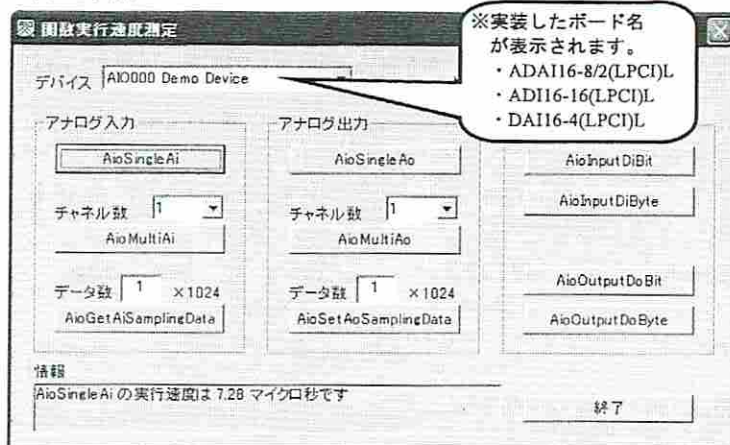 関数実行速度測定
※実装したボード名
が表示されます。
・ADAI16-8/2(LPCI)L
・ADI16-16(LPCI)L
・DAI16-4(LPCI)L
デバイス AIO000 Demo Device
アナログ入力
AioSingleAi
チャネル数 1
AioMultiAi
データ数 1 ×1024
AioGetAiSamplingData
アナログ出力
AioSingleAo
チャネル数 1
AioMultiAo
データ数 1 ×1024
AioSetAoSamplingData
AioInputDiBit
AioInputDiByte
AioOutputDoBit
AioOutputDoByte
情報
AioSingleAi の実行速度は 7.28 マイクロ秒です
終了